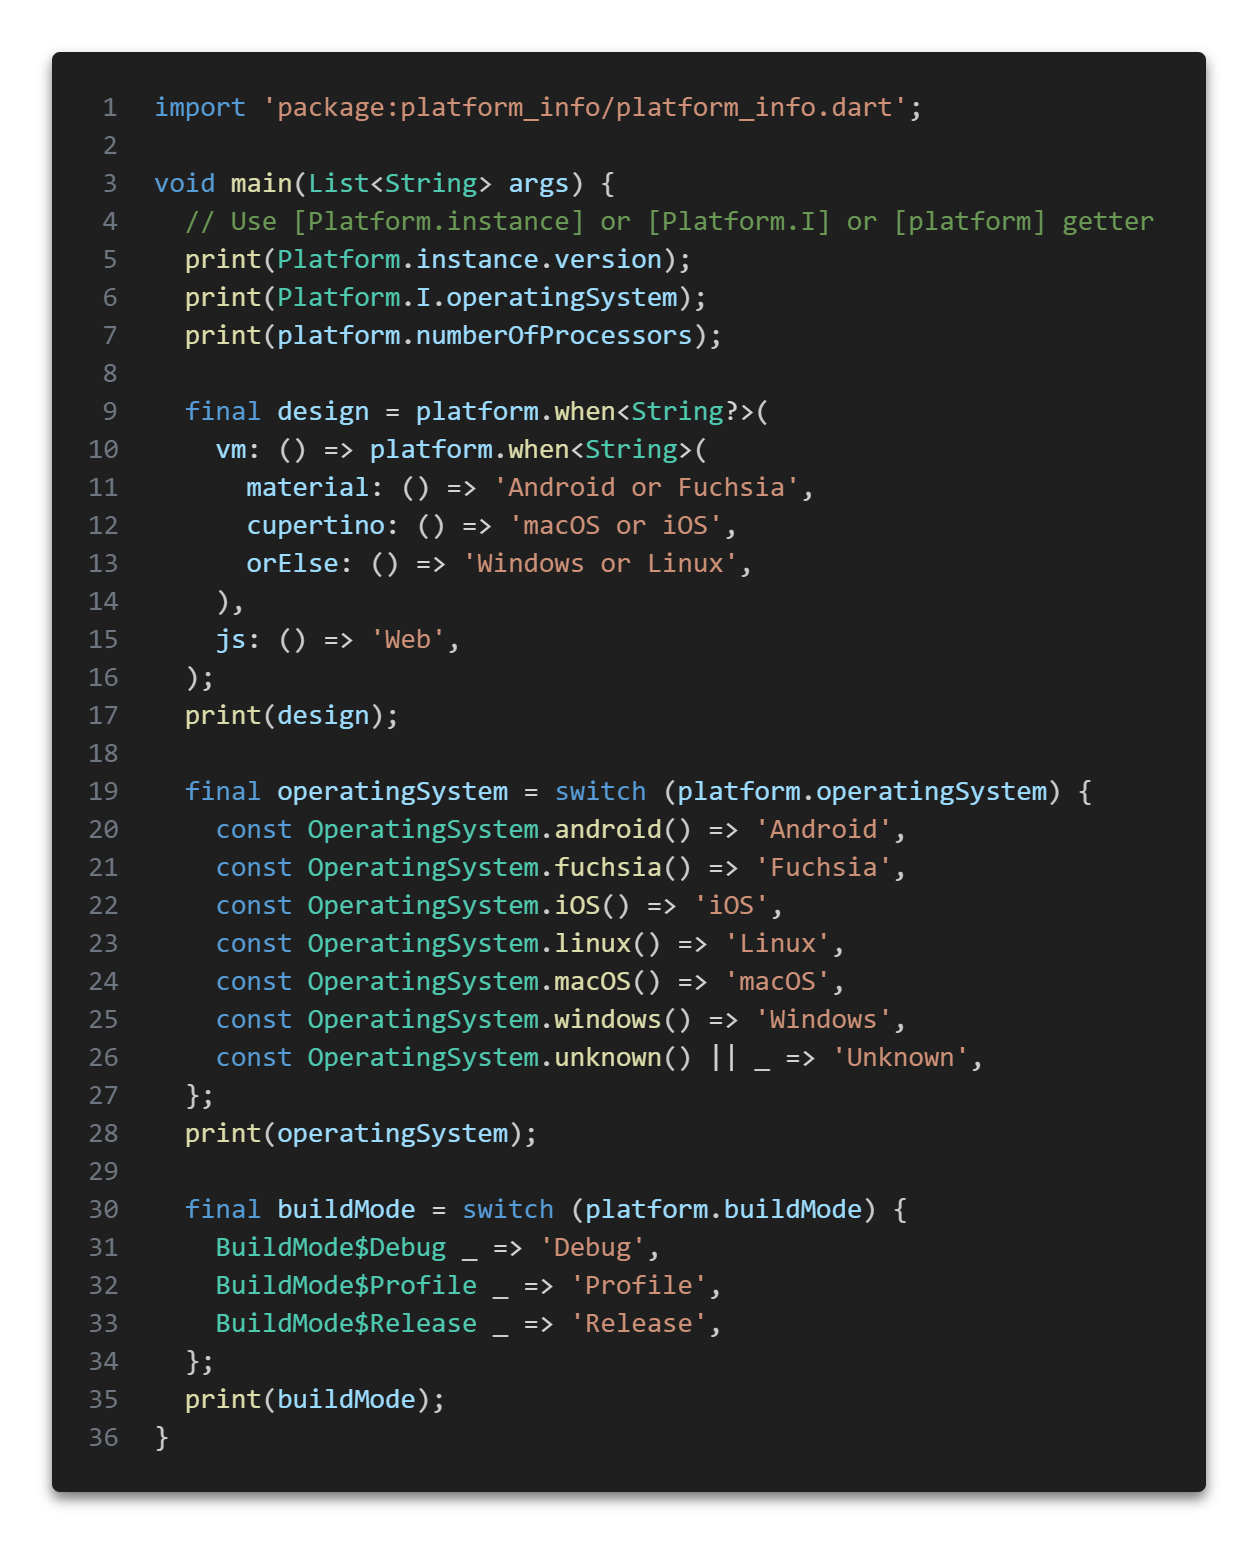 1 import 'package:platform_info/platform_info.dart';
2
3 void main(List<String> args) {
4   // Use [Platform.instance] or [Platform.I] or [platform] getter
5   print(Platform.instance.version);
6   print(Platform.I.operatingSystem);
7   print(platform.numberOfProcessors);
8
9   final design = platform.when<String?>(
10     vm: () => platform.when<String>(
11       material: () => 'Android or Fuchsia',
12       cupertino: () => 'macOS or iOS',
13       orElse: () => 'Windows or Linux',
14     ),
15     js: () => 'Web',
16   );
17   print(design);
18
19   final operatingSystem = switch (platform.operatingSystem) {
20     const OperatingSystem.android() => 'Android',
21     const OperatingSystem.fuchsia() => 'Fuchsia',
22     const OperatingSystem.iOS() => 'iOS',
23     const OperatingSystem.linux() => 'Linux',
24     const OperatingSystem.macOS() => 'macOS',
25     const OperatingSystem.windows() => 'Windows',
26     const OperatingSystem.unknown() || _ => 'Unknown',
27   };
28   print(operatingSystem);
29
30   final buildMode = switch (platform.buildMode) {
31     BuildMode$Debug _ => 'Debug',
32     BuildMode$Profile _ => 'Profile',
33     BuildMode$Release _ => 'Release',
34   };
35   print(buildMode);
36 }